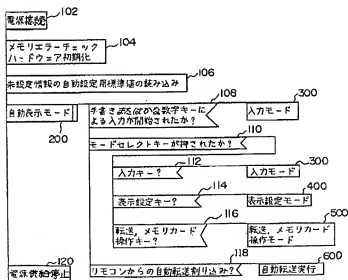 電源接続
102
メモリエラーチェック
ハードウェア初期化
104
未設定情報の自動設定用標準値の読み込み
106
自動表示モード
200
手書きまたはかな数字キーに
よる入力が開始されたか?
108
入力モード
300
モードセレクトキーが押されたか?
110
入力キー?
112
入力モード
300
表示設定キー?
114
表示設定モード
400
転送,メモリカード
操作キー?
116
転送,メモリカード
操作モード
500
電源供給停止
120
リモコンからの自動転送割り込み?
118
自動転送実行
600